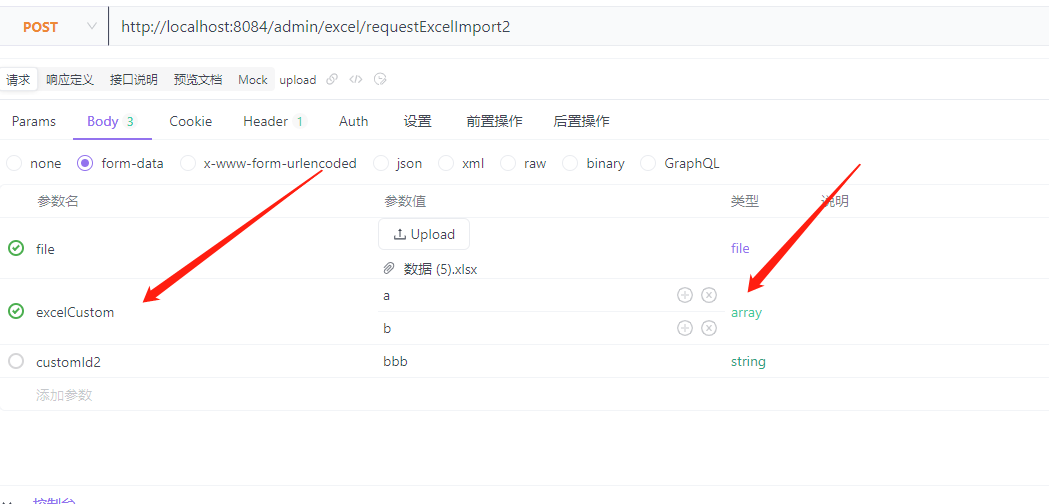 POST http://localhost:8084/admin/excel/requestExcelImport2
请求 响应定义 接口说明 预览文档 Mock upload
Params Body 3 Cookie Header 1 Auth 设置 前置操作 后置操作
none form-data x-www-form-urlencoded json xml raw binary GraphQL
参数名 参数值 类型 说明
Upload
file file
数据 (5).xlsx
a
excelCustom array
b
customId2 bbb string
添加参数
控制台